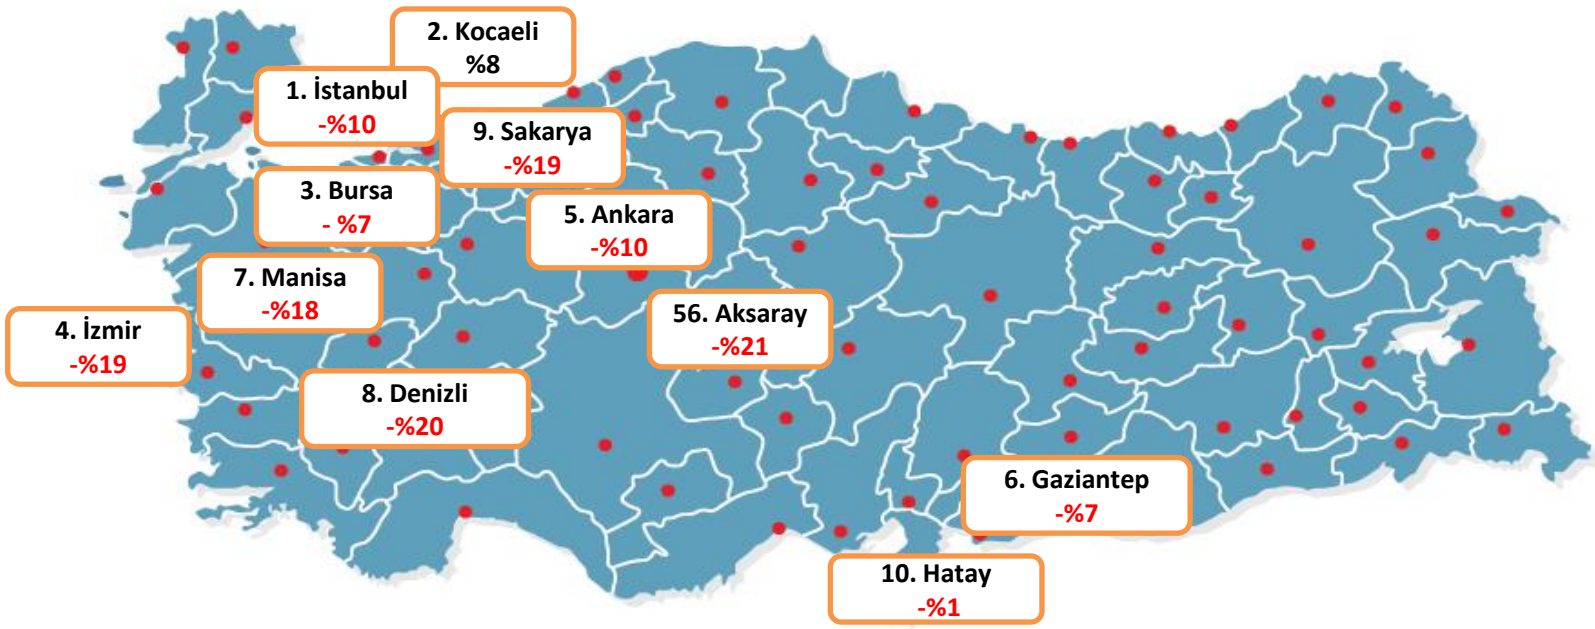 2. Kocaeli
%8
1. İstanbul
-%10
9. Sakarya
-%19
3. Bursa
- %7
5. Ankara
-%10
7. Manisa
-%18
56. Aksaray
-%21
4. İzmir
-%19
8. Denizli
-%20
6. Gaziantep
-%7
10. Hatay
-%1